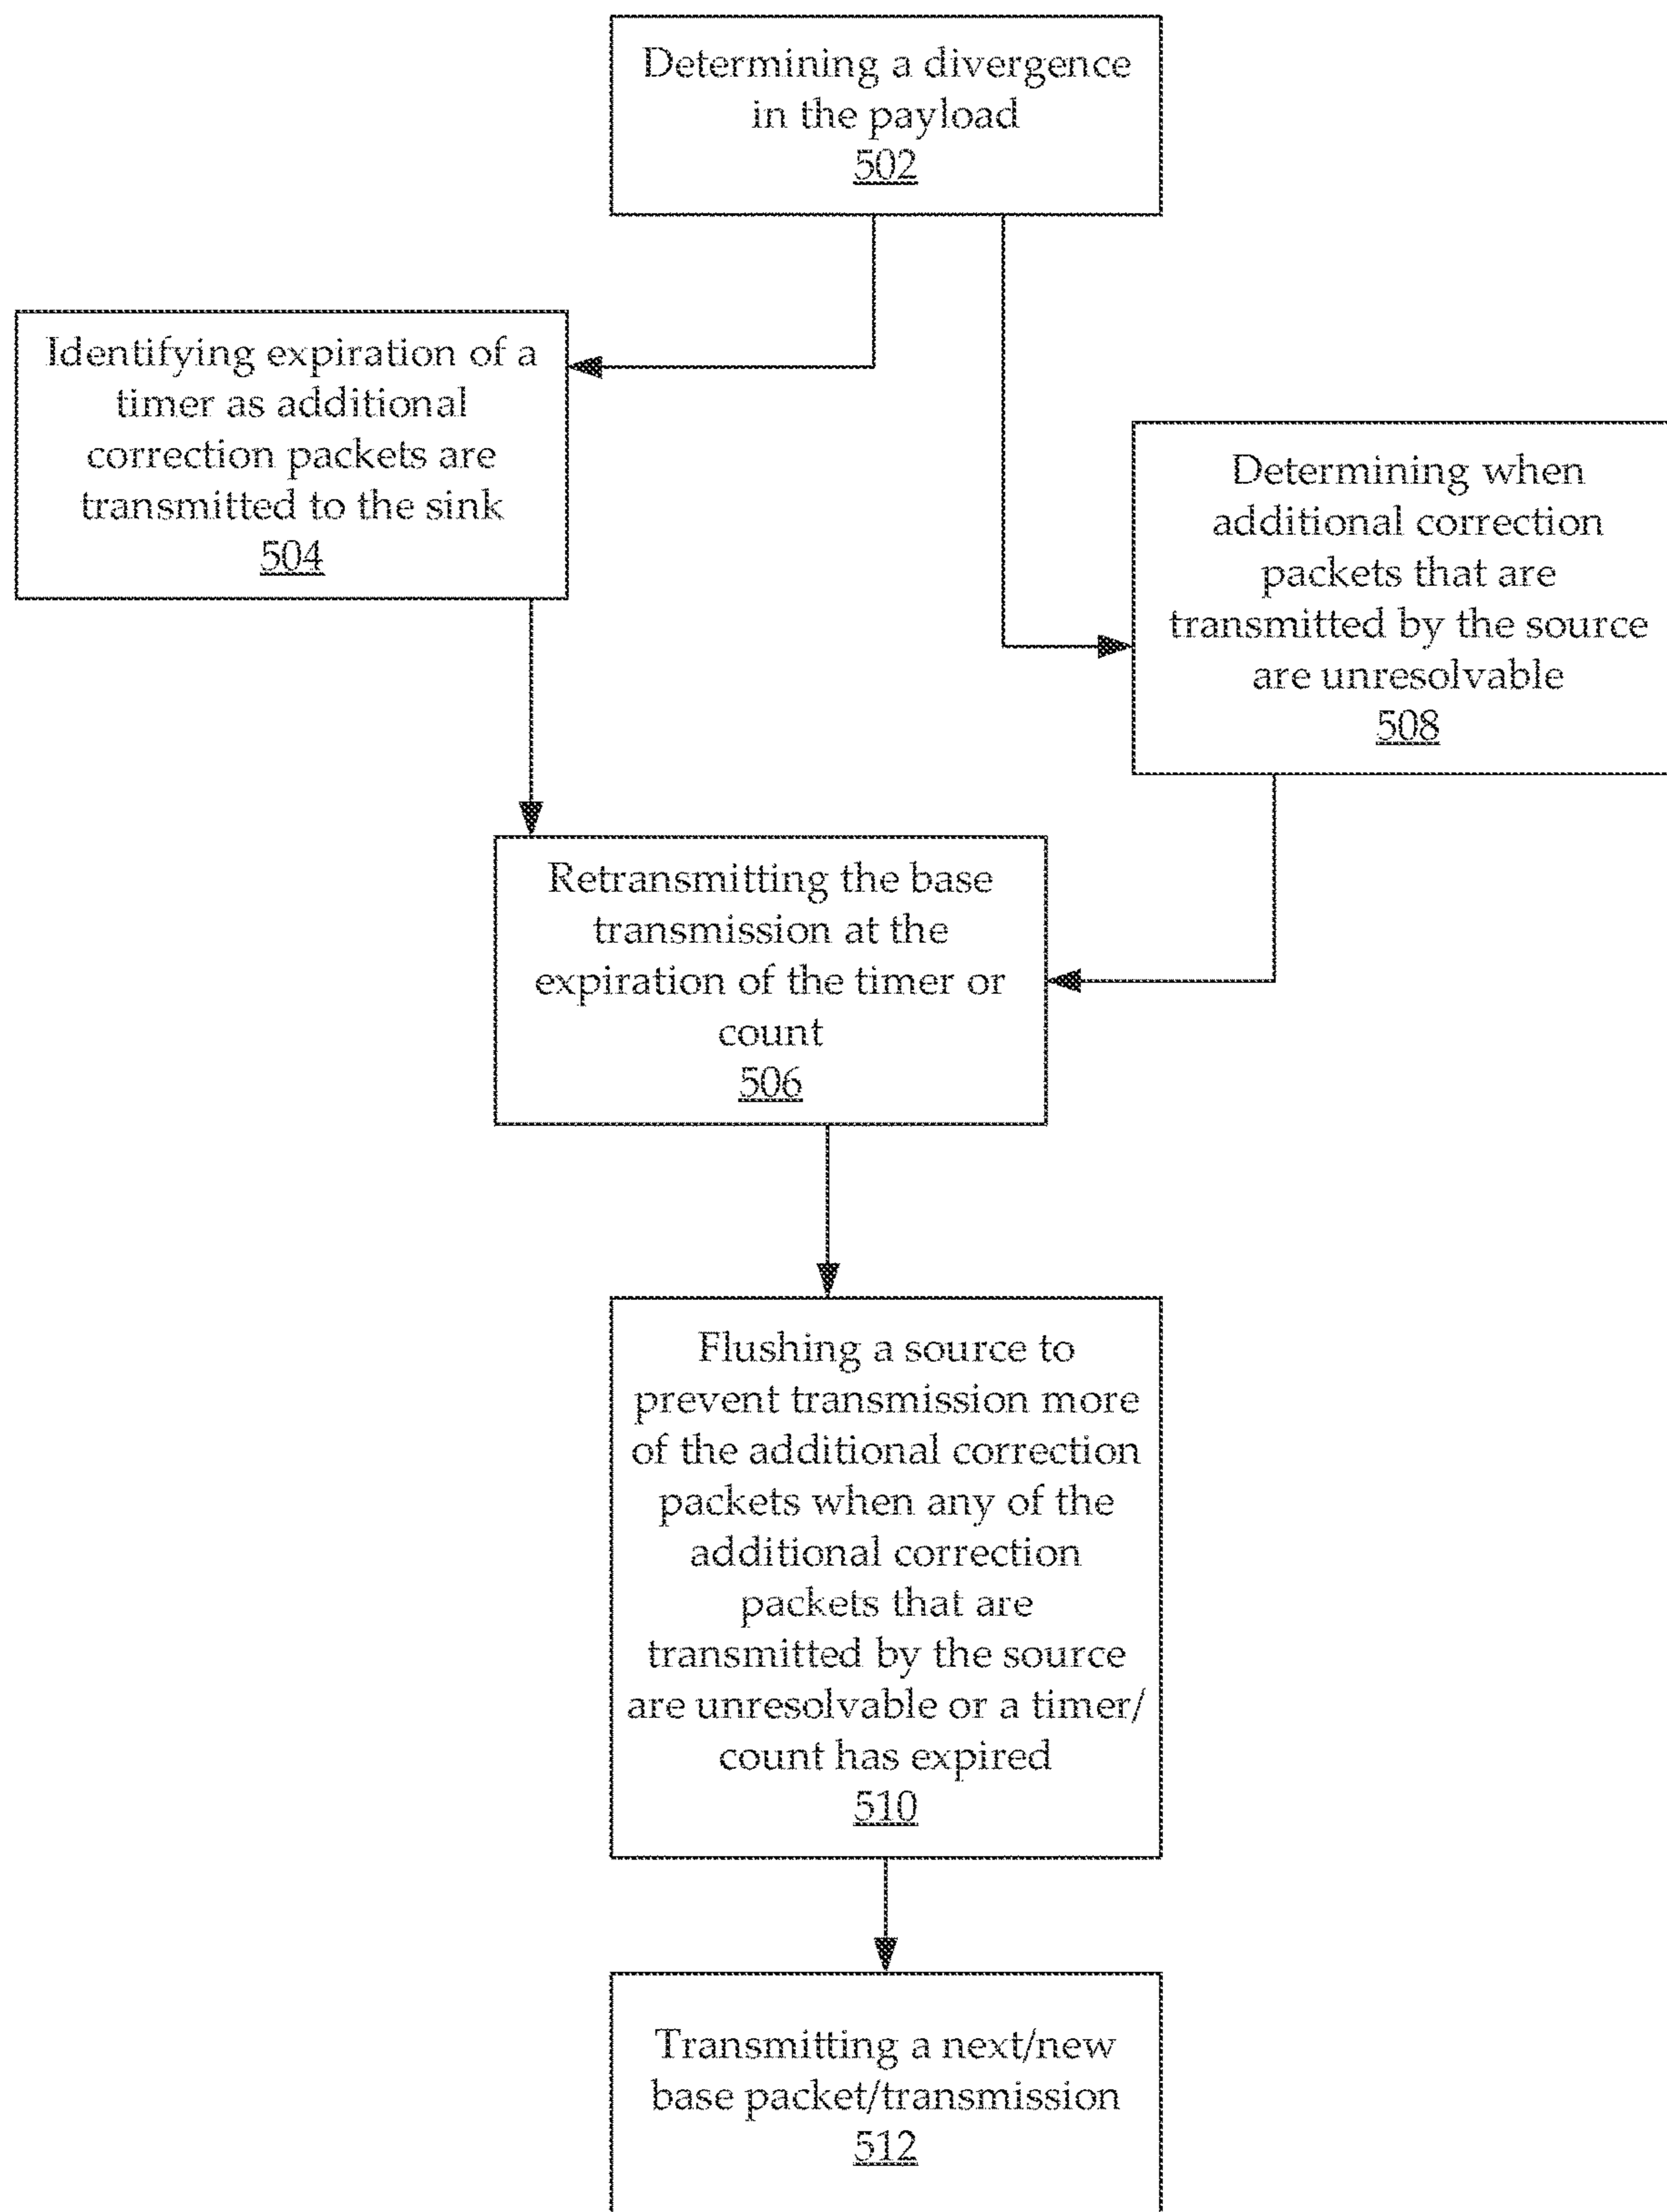 Determining a divergence
in the payload
502
Identifying expiration of a
timer as additional
correction packets are
transmitted to the sink
504
Determining when
additional correction
packets that are
transmitted by the source
are unresolvable
508
Retransmitting the base
transmission at the
expiration of the timer or
count
506
Flushing a source to
prevent transmission more
of the additional correction
packets when any of the
additional correction
packets that are
transmitted by the source
are unresolvable or a timer/
count has expired
510
Transmitting a next/new
base packet/transmission
512